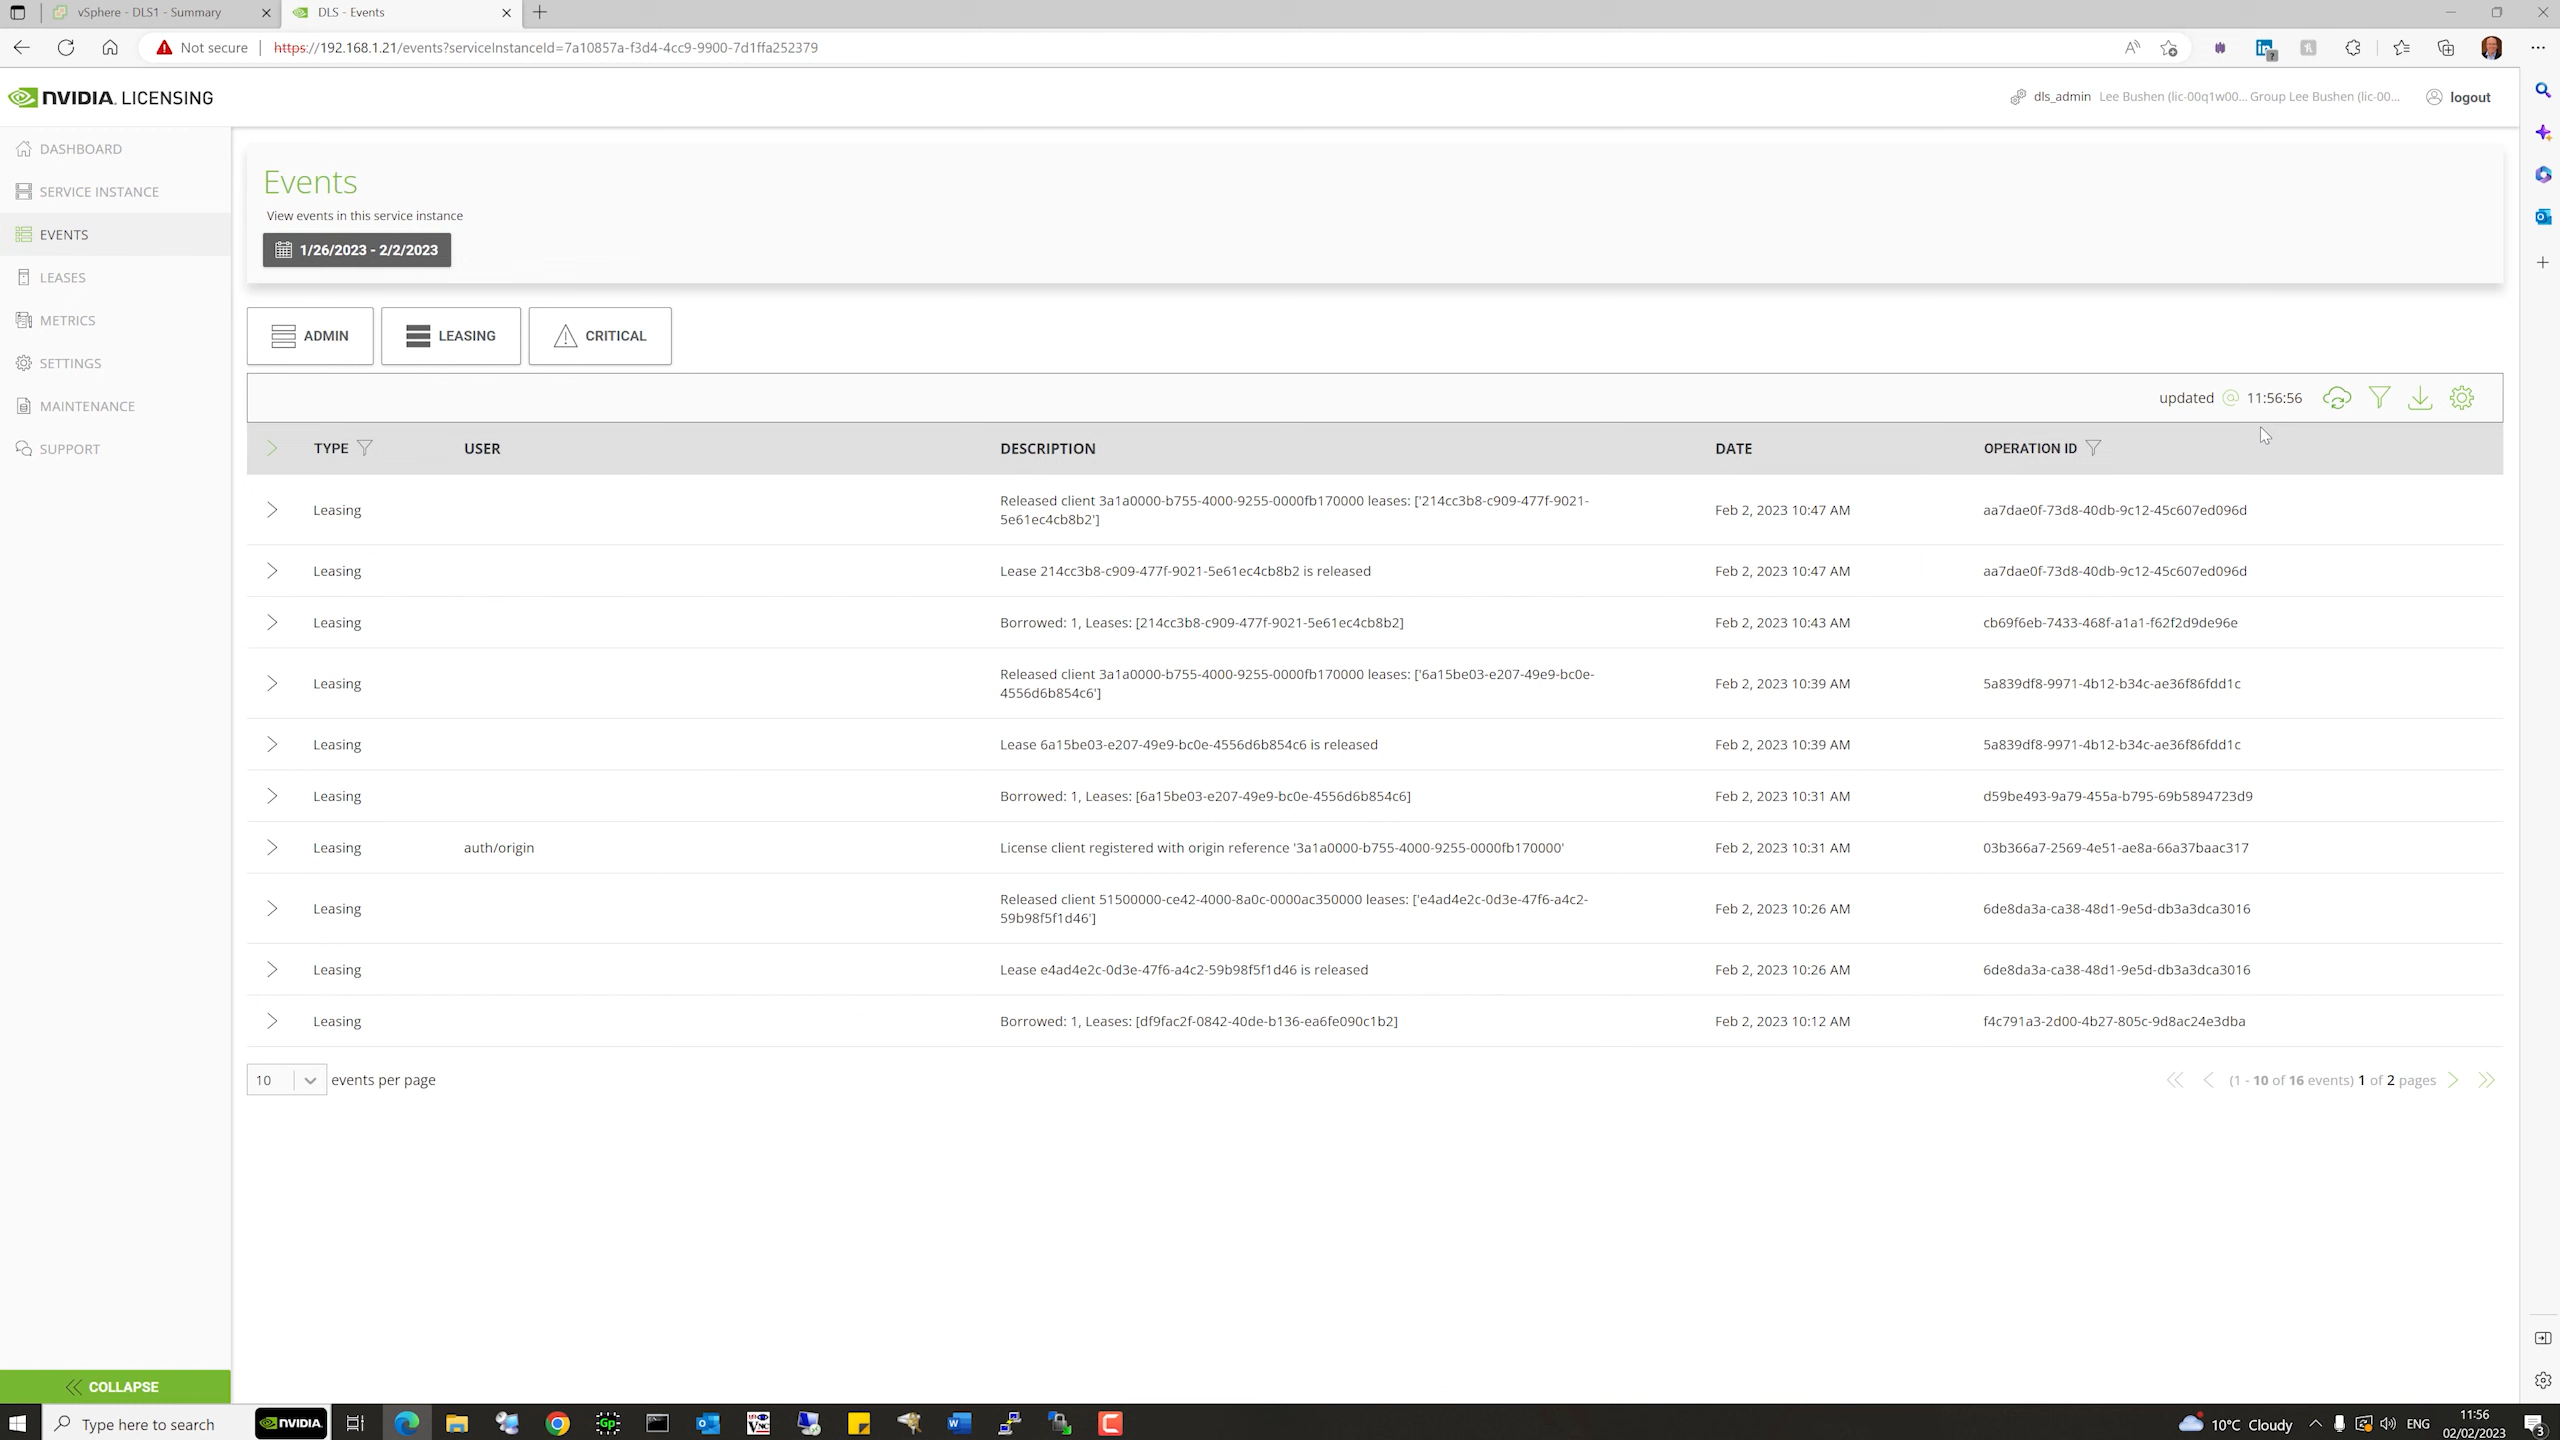 vSphere - DLS1 - Summary
DLS - Events
Not secure
https://192.168.1.21/events?serviceInstanceId=7a10857a-f3d4-4cc9-9900-7d1ffa252379
NVIDIA. LICENSING
dls_admin Lee Bushen (lic-00q1w00... Group Lee Bushen (lic-00... logout
DASHBOARD
SERVICE INSTANCE
EVENTS
LEASES
METRICS
SETTINGS
MAINTENANCE
SUPPORT
Events
View events in this service instance
1/26/2023 - 2/2/2023
ADMIN LEASING CRITICAL
updated @ 11:56:56
TYPE USER DESCRIPTION DATE OPERATION ID
Leasing Released client 3a1a0000-b755-4000-9255-0000fb170000 leases: ['214cc3b8-c909-477f-9021- Feb 2, 2023 10:47 AM aa7dae0f-73d8-40db-9c12-45c607ed096d
5e61ec4cb8b2']
Leasing Lease 214cc3b8-c909-477f-9021-5e61ec4cb8b2 is released Feb 2, 2023 10:47 AM aa7dae0f-73d8-40db-9c12-45c607ed096d
Leasing Borrowed: 1, Leases: [214cc3b8-c909-477f-9021-5e61ec4cb8b2] Feb 2, 2023 10:43 AM cb69f6eb-7433-468f-a1a1-f62f2d9de96e
Leasing Released client 3a1a0000-b755-4000-9255-0000fb170000 leases: ['6a15be03-e207-49e9-bc0e- Feb 2, 2023 10:39 AM 5a839df8-9971-4b12-b34c-ae36f86fdd1c
4556d6b854c6']
Leasing Lease 6a15be03-e207-49e9-bc0e-4556d6b854c6 is released Feb 2, 2023 10:39 AM 5a839df8-9971-4b12-b34c-ae36f86fdd1c
Leasing Borrowed: 1, Leases: [6a15be03-e207-49e9-bc0e-4556d6b854c6] Feb 2, 2023 10:31 AM d59be493-9a79-455a-b795-69b5894723d9
Leasing auth/origin License client registered with origin reference '3a1a0000-b755-4000-9255-0000fb170000' Feb 2, 2023 10:31 AM 03b366a7-2569-4e51-ae8a-66a37baac317
Leasing Released client 51500000-ce42-4000-8a0c-0000ac350000 leases: ['e4ad4e2c-0d3e-47f6-a4c2- Feb 2, 2023 10:26 AM 6de8da3a-ca38-48d1-9e5d-db3a3dca3016
59b98f5f1d46']
Leasing Lease e4ad4e2c-0d3e-47f6-a4c2-59b98f5f1d46 is released Feb 2, 2023 10:26 AM 6de8da3a-ca38-48d1-9e5d-db3a3dca3016
Leasing Borrowed: 1, Leases: [df9fac2f-0842-40de-b136-ea6fe090c1b2] Feb 2, 2023 10:12 AM f4c791a3-2d00-4b27-805c-9d8ac24e3dba
10 events per page (1 - 10 of 16 events) 1 of 2 pages
COLLAPSE
Type here to search NVIDIA. 10°C Cloudy ENG 11:56
02/02/2023
3